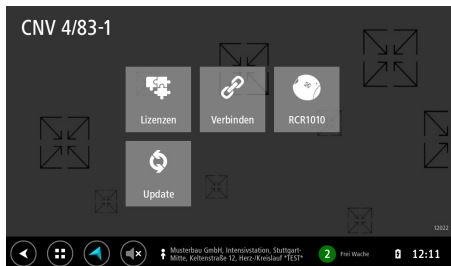 CNV 4/83-1
Lizenzen
Verbinden
RCR1010
Update
12022
Musterbau GmbH, Intensivstation, Stuttgart-
Mitte, Keltenstraße 12, Herz-/Kreislauf *TEST*
2
Frei Wache
12:11